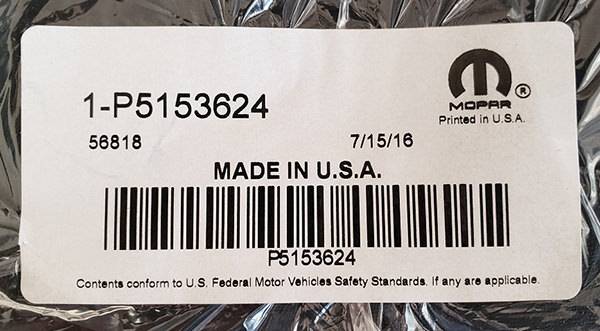 1-P5153624
MOPAR ®
Printed in U.S.A.
56818 7/15/16
MADE IN U.S.A.
P5153624
Contents conform to U.S. Federal Motor Vehicles Safety Standards. if any are applicable.